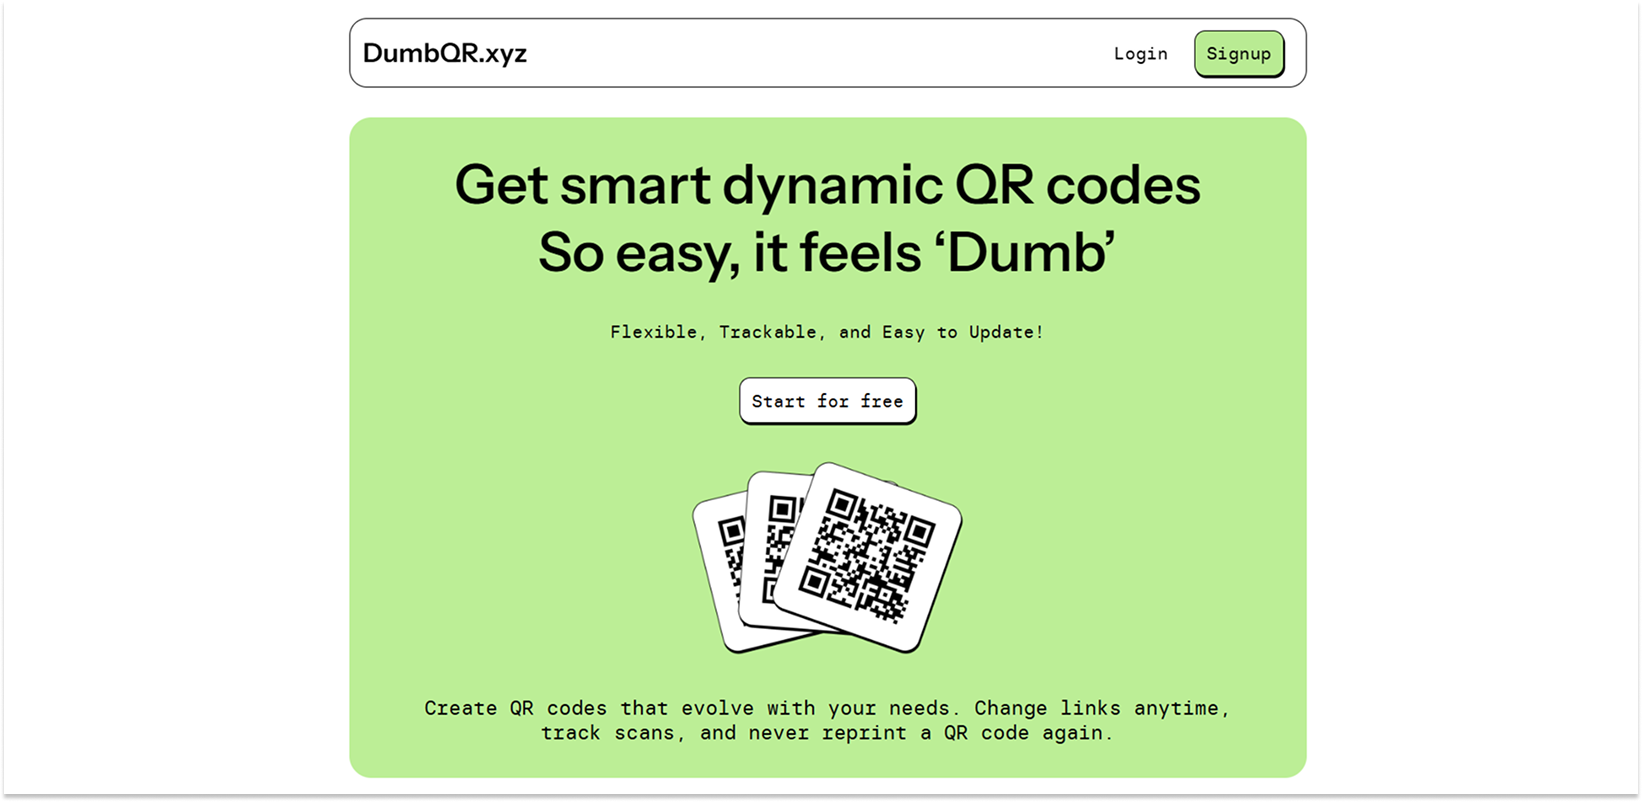 DumbQR.xyz
Login
Signup
Get smart dynamic QR codes
So easy, it feels ‘Dumb’
Flexible, Trackable, and Easy to Update!
Start for free
Create QR codes that evolve with your needs. Change links anytime,
track scans, and never reprint a QR code again.